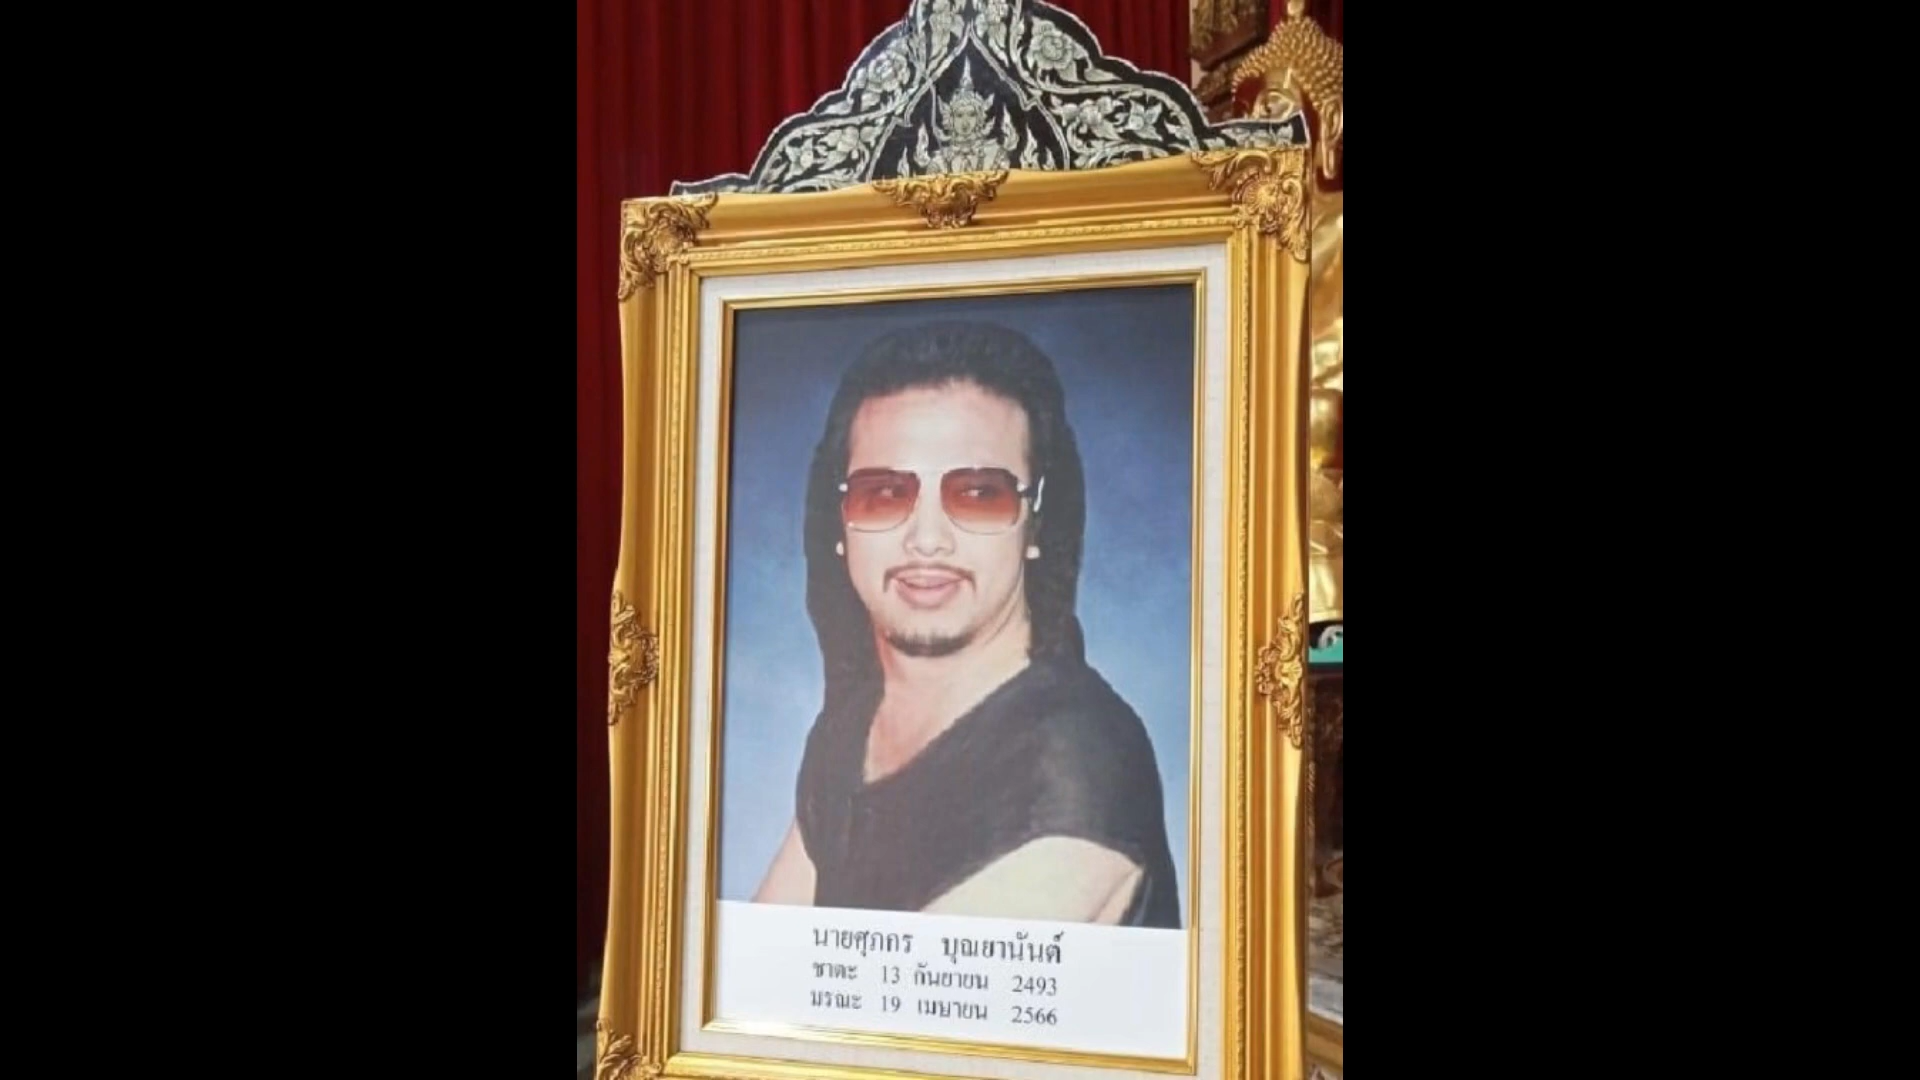 นายศุภกร บุณยานันต์
ชาตะ 13 กันยายน 2493
มรณะ 19 เมษายน 2566